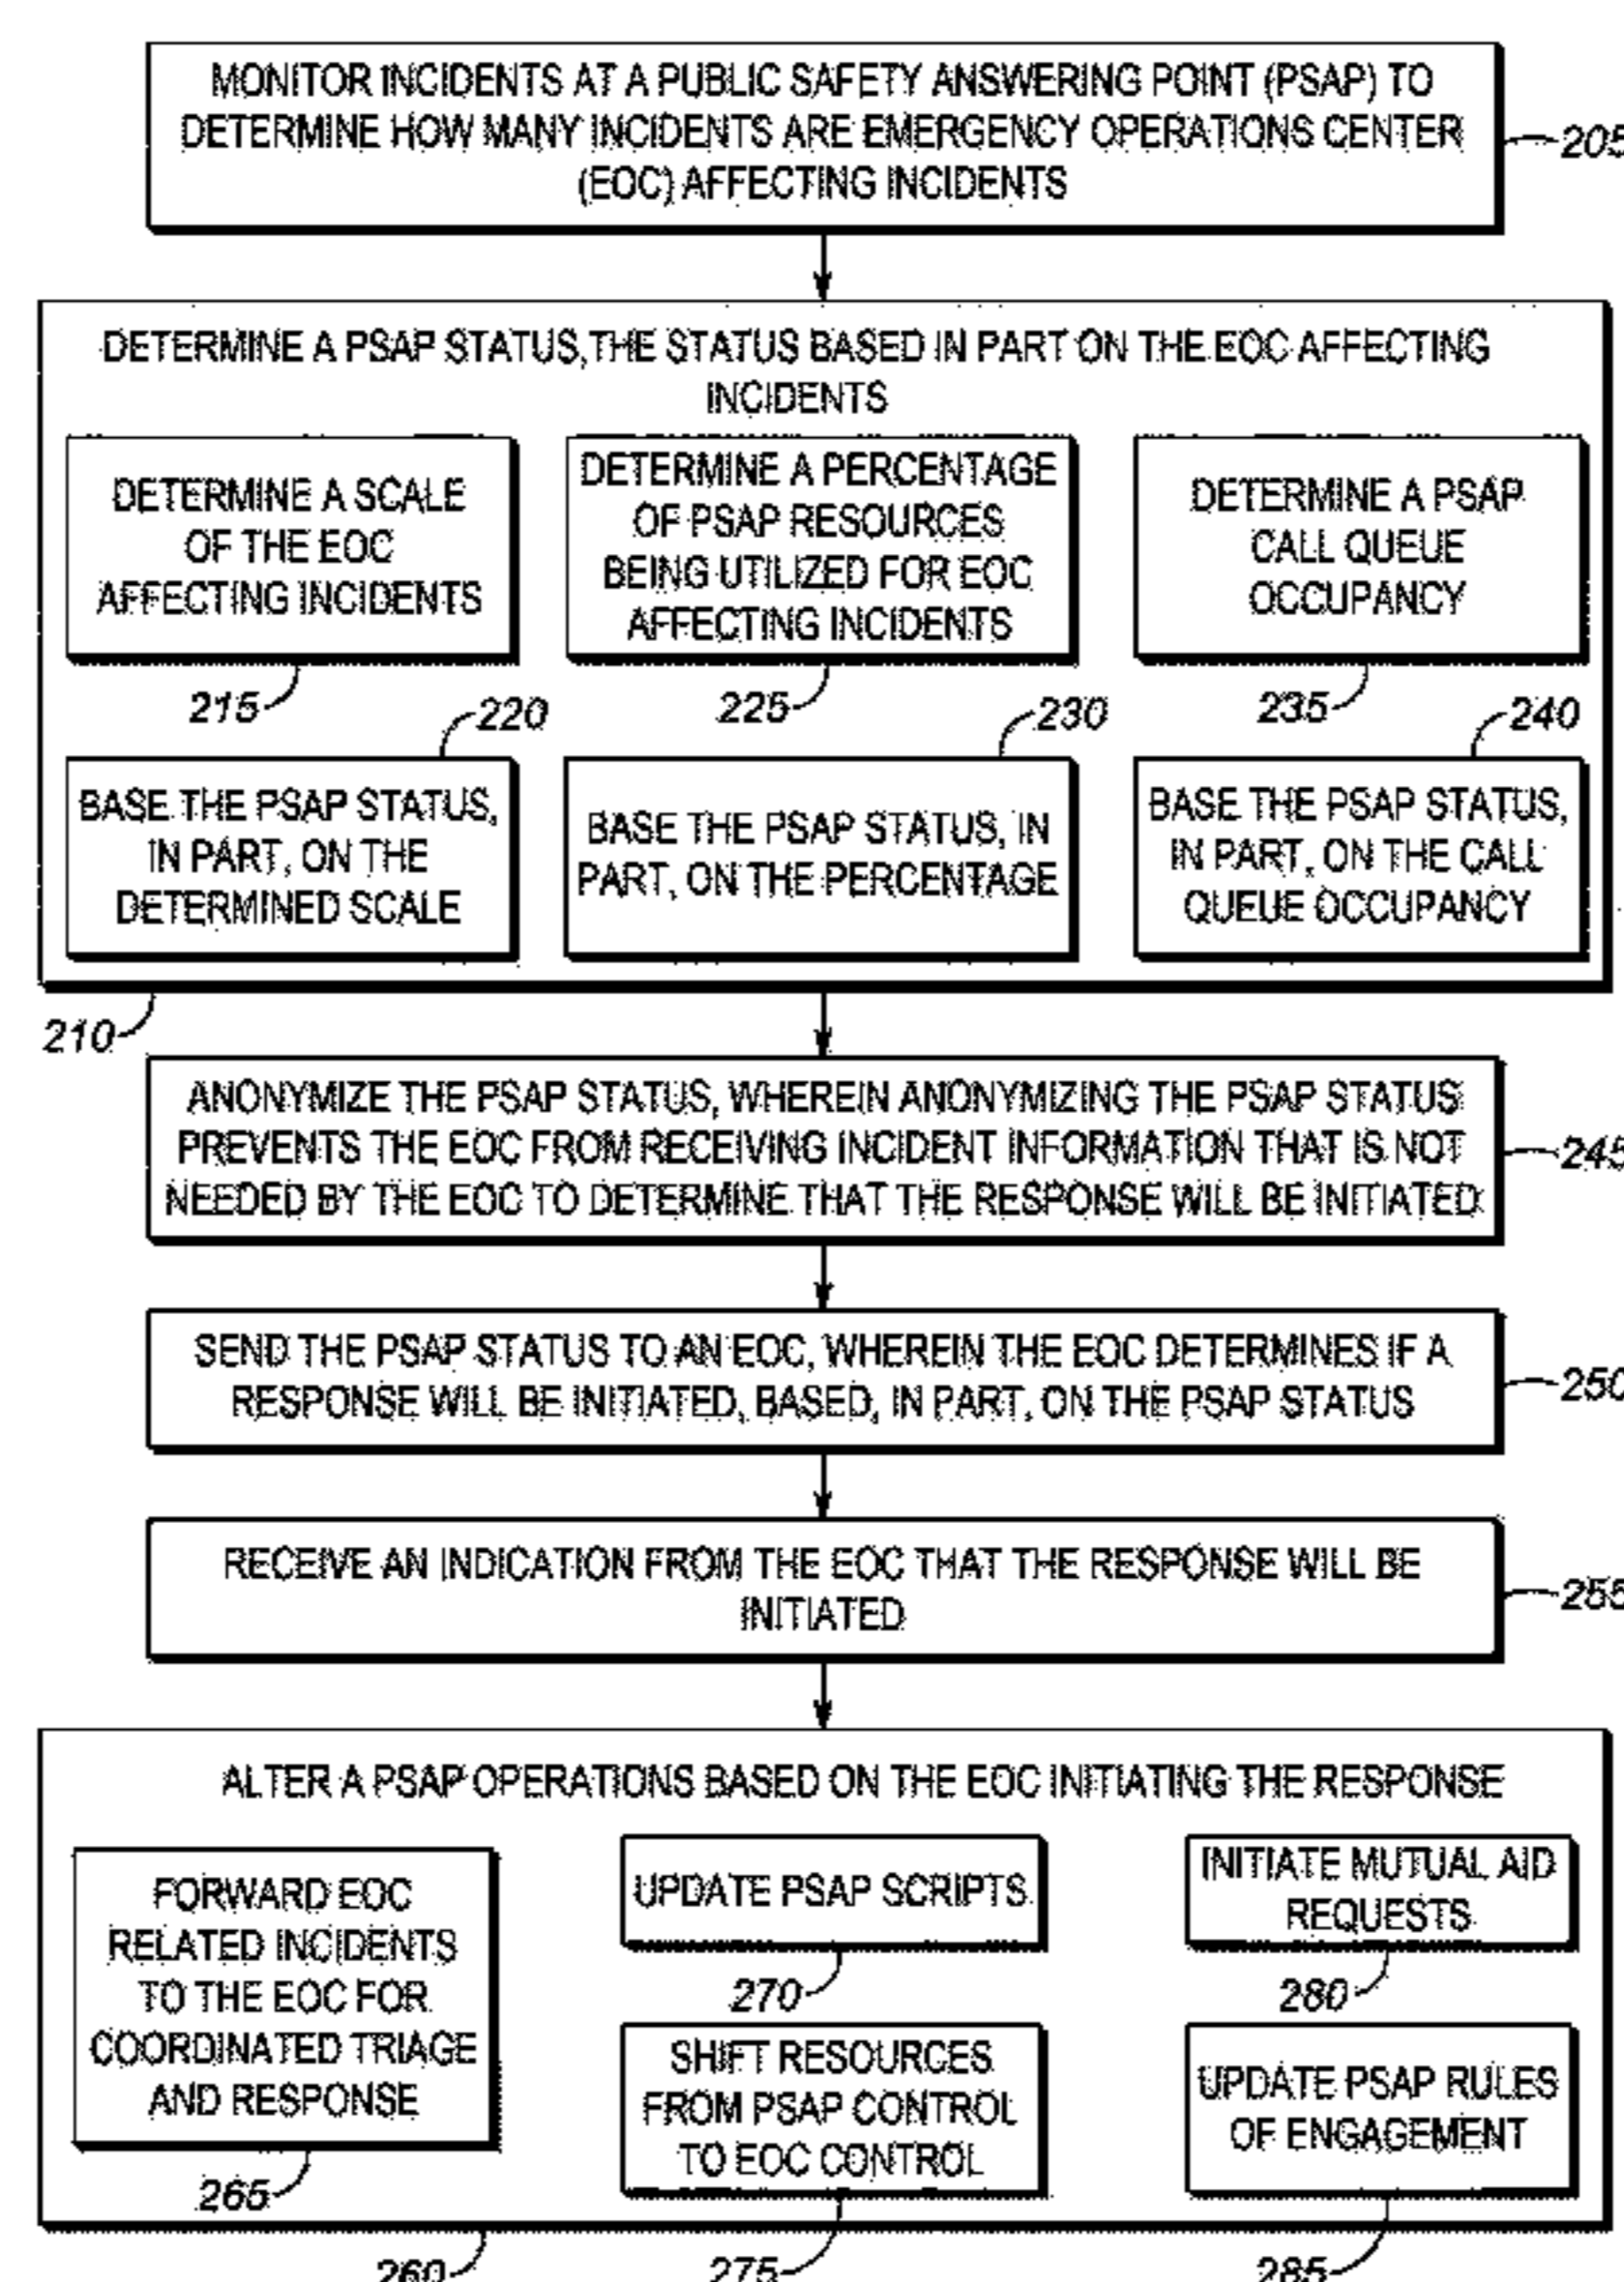 MONITOR INCIDENTS AT A PUBLIC SAFETY ANSWERING POINT (PSAP) TO
DETERMINE HOW MANY INCIDENTS ARE EMERGENCY OPERATIONS CENTER
(EOC) AFFECTING INCIDENTS
205
DETERMINE A PSAP STATUS, THE STATUS BASED IN PART ON THE EOC AFFECTING
INCIDENTS
DETERMINE A SCALE
OF THE EOC
AFFECTING INCIDENTS
215
DETERMINE A PERCENTAGE
OF PSAP RESOURCES
BEING UTILIZED FOR EOC
AFFECTING INCIDENTS
225
DETERMINE A PSAP
CALL QUEUE
OCCUPANCY
235
220
BASE THE PSAP STATUS,
IN PART, ON THE
DETERMINED SCALE
230
BASE THE PSAP STATUS, IN
PART, ON THE PERCENTAGE
240
BASE THE PSAP STATUS,
IN PART, ON THE CALL
QUEUE OCCUPANCY
210
ANONYMIZE THE PSAP STATUS, WHEREIN ANONYMIZING THE PSAP STATUS
PREVENTS THE EOC FROM RECEIVING INCIDENT INFORMATION THAT IS NOT
NEEDED BY THE EOC TO DETERMINE THAT THE RESPONSE WILL BE INITIATED
245
SEND THE PSAP STATUS TO AN EOC, WHEREIN THE EOC DETERMINES IF A
RESPONSE WILL BE INITIATED, BASED, IN PART, ON THE PSAP STATUS
250
RECEIVE AN INDICATION FROM THE EOC THAT THE RESPONSE WILL BE
INITIATED
255
ALTER A PSAP OPERATIONS BASED ON THE EOC INITIATING THE RESPONSE
FORWARD EOC
RELATED INCIDENTS
TO THE EOC FOR
COORDINATED TRIAGE
AND RESPONSE
265
UPDATE PSAP SCRIPTS
270
SHIFT RESOURCES
FROM PSAP CONTROL
TO EOC CONTROL
275
INITIATE MUTUAL AID
REQUESTS
280
UPDATE PSAP RULES
OF ENGAGEMENT
285
260